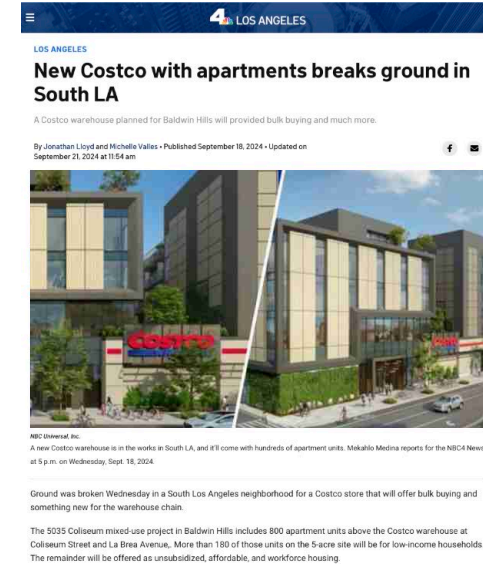 4 LOS ANGELES
LOS ANGELES
New Costco with apartments breaks ground in
South LA
A Costco warehouse planned for Baldwin Hills will provided bulk buying and much more.
By Jonathan Lloyd and Michelle Valles • Published September 18, 2024 • Updated on
September 21, 2024 at 11:54 am
COSTCO
COSTCO
NBC Universal, Inc.
A new Costco warehouse is in the works in South LA, and it'll come with hundreds of apartment units. Mekahlo Medina reports for the NBC4 News
at 5 p.m. on Wednesday, Sept. 18, 2024.
Ground was broken Wednesday in a South Los Angeles neighborhood for a Costco store that will offer bulk buying and
something new for the warehouse chain.
The 5035 Coliseum mixed-use project in Baldwin Hills includes 800 apartment units above the Costco warehouse at
Coliseum Street and La Brea Avenue,. More than 180 of those units on the 5-acre site will be for low-income households
The remainder will be offered as unsubsidized, affordable, and workforce housing.